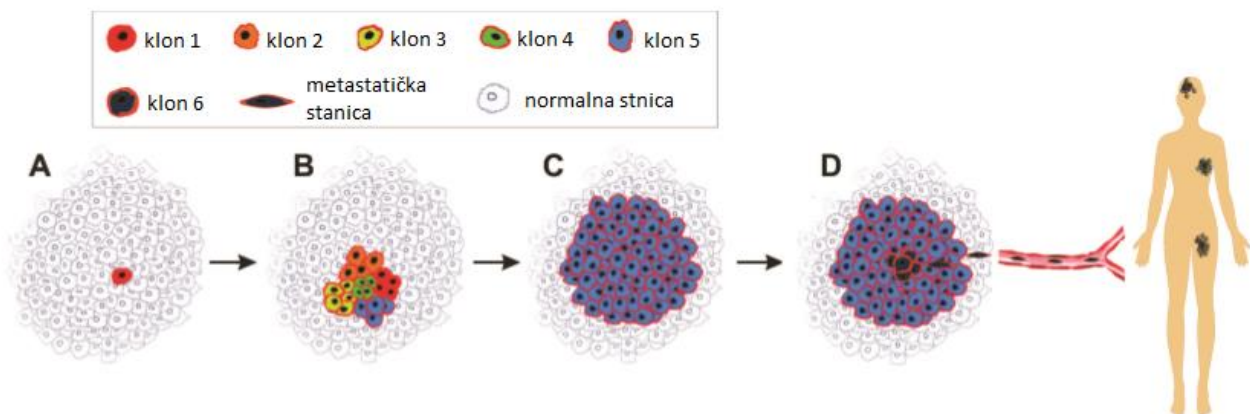 klon 1 klon 2 klon 3 klon 4 klon 5
klon 6 metastatička
stanica normalna stnica
A B C D